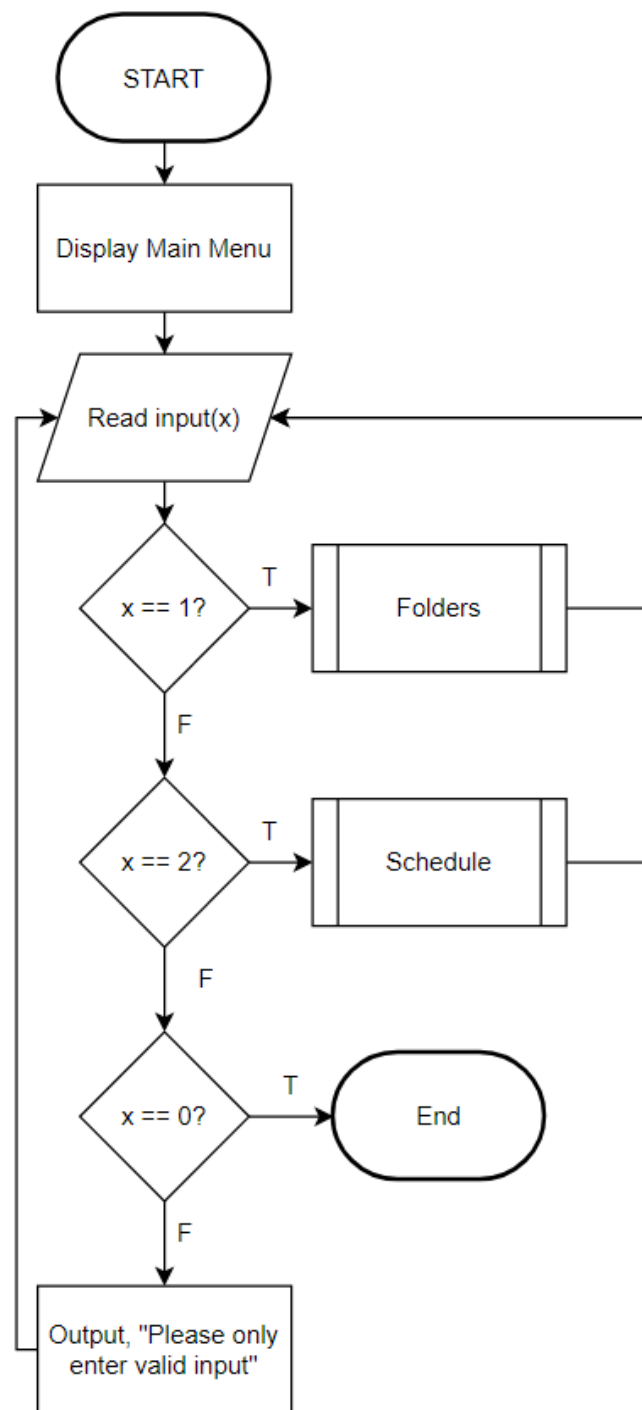 START
Display Main Menu
Read input(x)
x == 1?
T
Folders
F
x == 2?
T
Schedule
F
x == 0?
T
End
F
Output, "Please only
enter valid input"